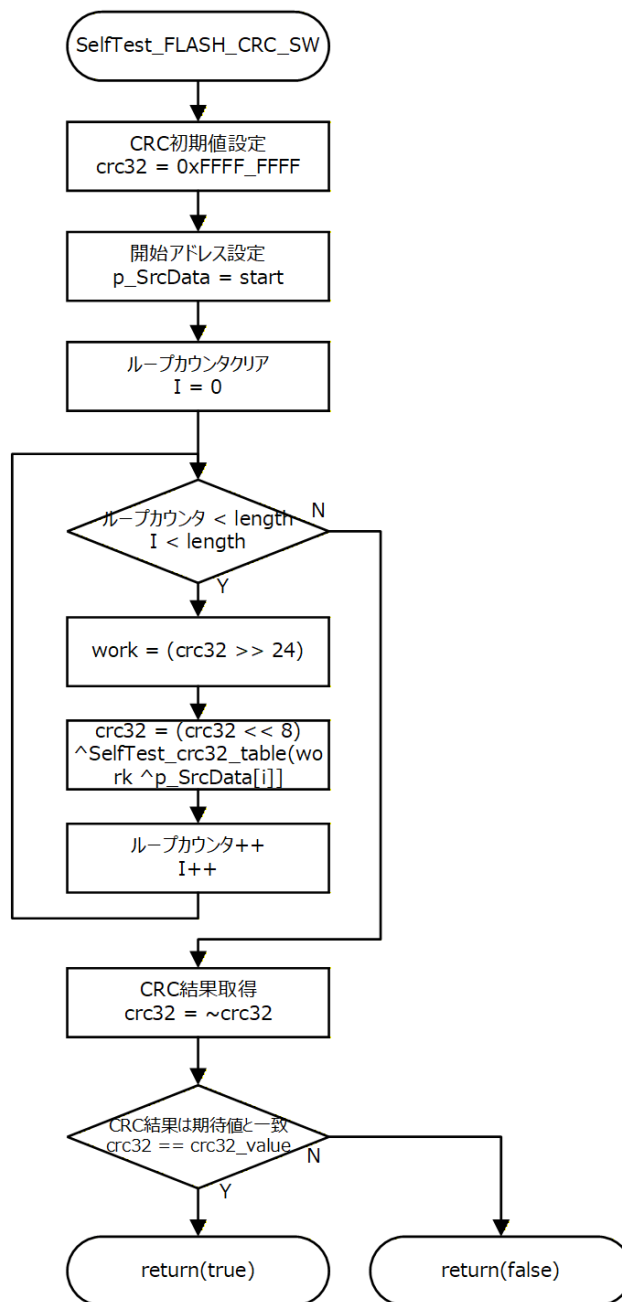 SelfTest_FLASH_CRC_SW
CRC初期値設定
crc32 = 0xFFFF_FFFF
開始アドレス設定
p_SrcData = start
ループカウンタクリア
I = 0
ループカウンタ < length
I < length
N
Y
work = (crc32 >> 24)
crc32 = (crc32 << 8)
^SelfTest_crc32_table(wo
rk ^p_SrcData[i]]
ループカウンタ++
I++
CRC結果取得
crc32 = ~crc32
CRC結果は期待値と一致
crc32 == crc32_value
N
Y
return(true)
return(false)